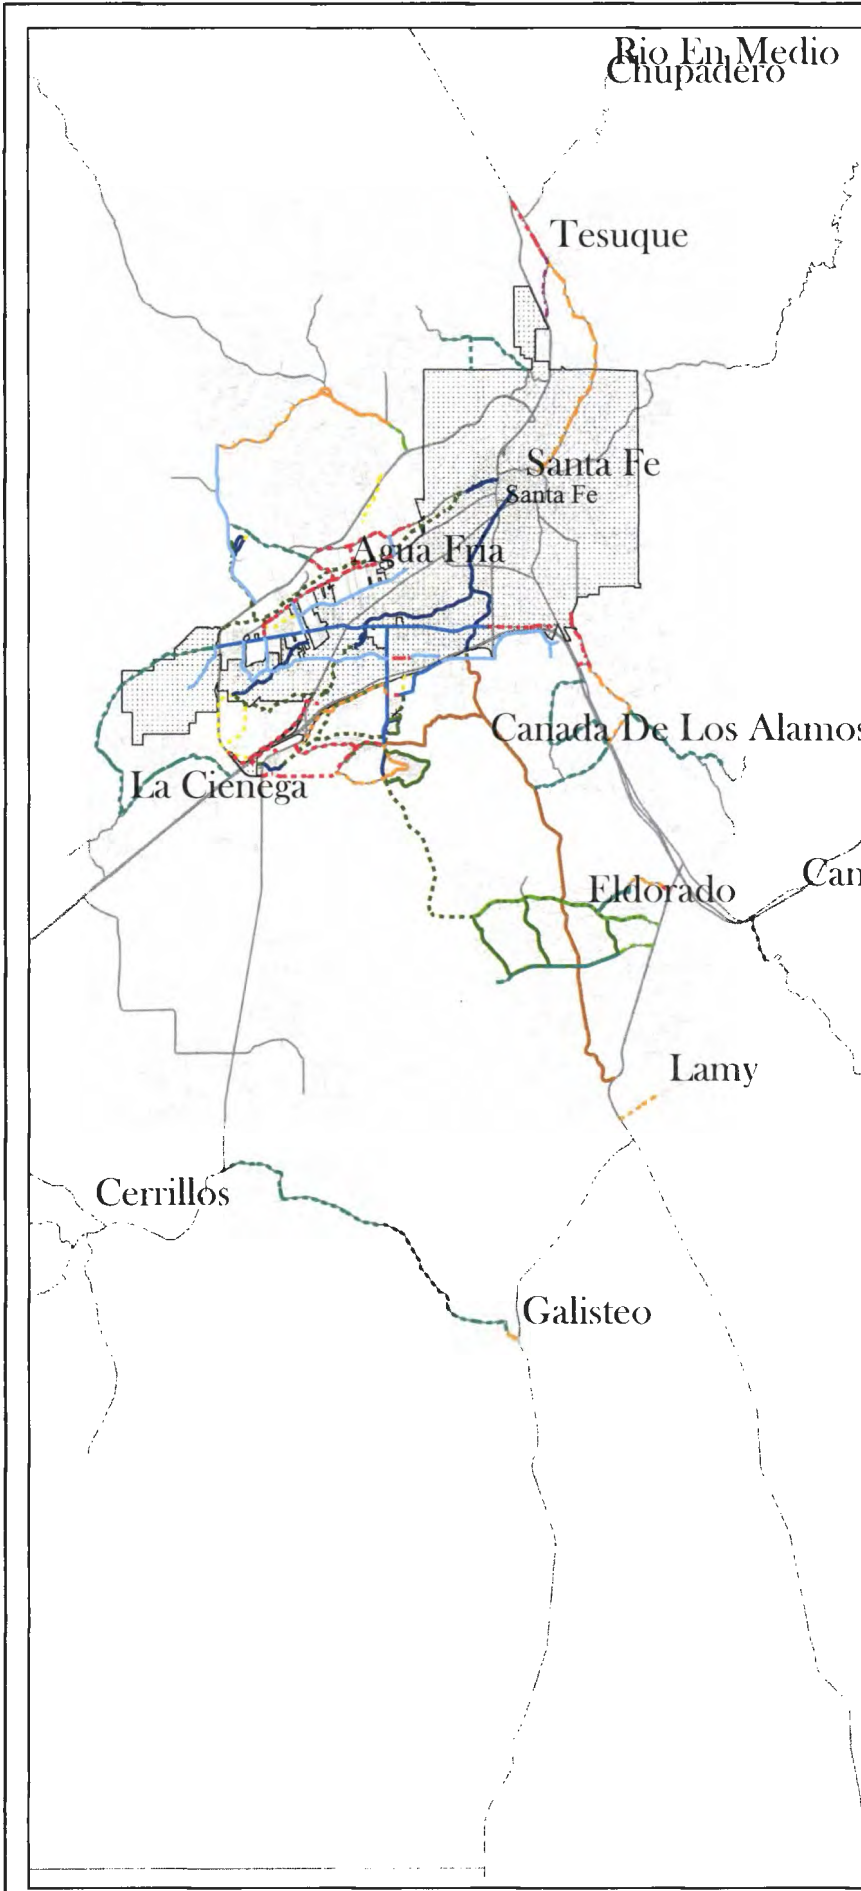 Rio En Medio
Chupadero
Tesuque
Santa Fe
Santa Fe
Agua Fria
Canada De Los Alamos
La Cienega
Eldorado
Can
Lamy
Cerrillos
Galisteo